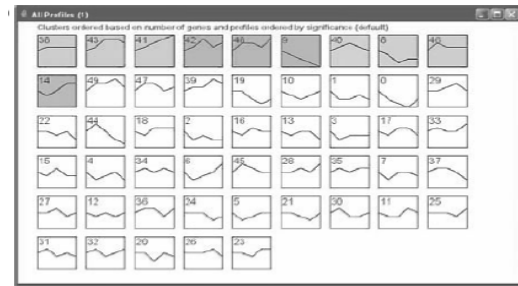 All Profiles (1)
Clusters ordered based on number of genes and profiles ordered by significance (default)
38 43 41 42 48 9 40 8 46
14 49 47 39 19 10 1 0 29
22 44 18 2 16 13 3 17 33
15 4 34 6 45 28 35 7 37
27 12 36 24 5 21 30 11 25
31 32 20 26 23